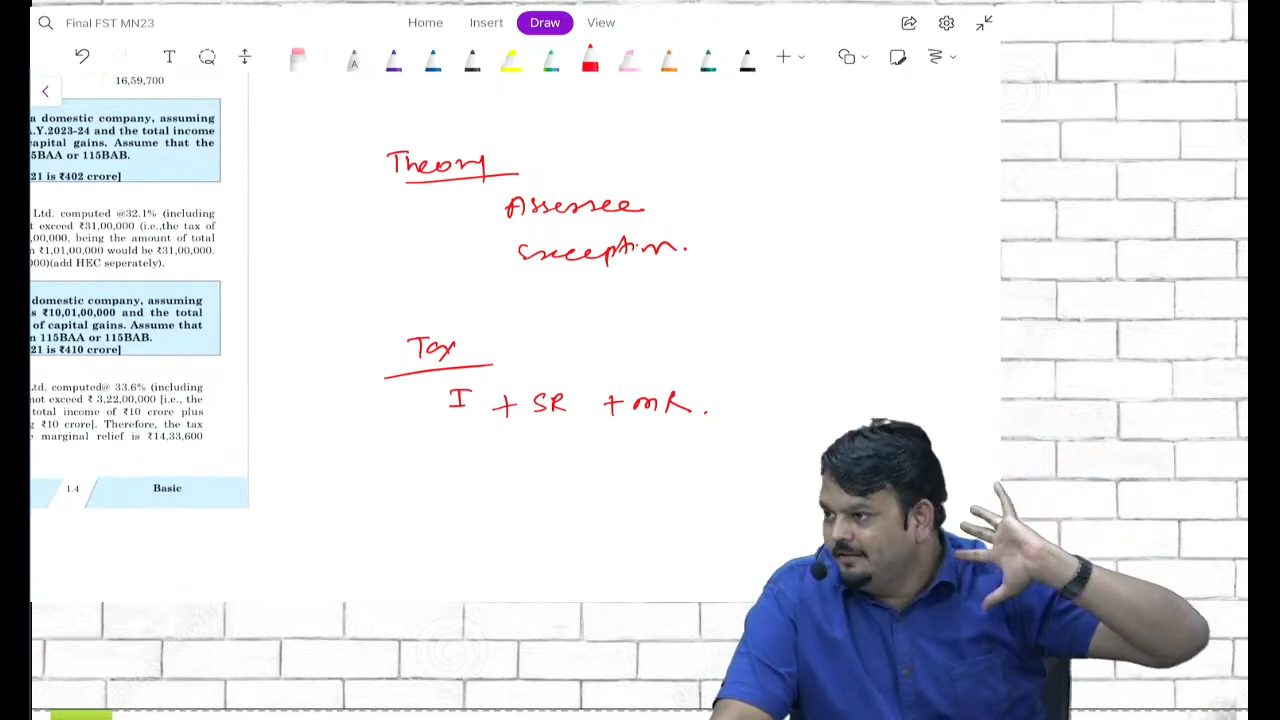 Final FST MN23
Home Insert Draw View
T
A
16,59,700
a domestic company, assuming
.Y.2023-24 and the total income
capital gains. Assume that the
5BAA or 115BAB.
21 is ₹402 crore]
Ltd. computed @32.1% (including
t exceed ₹31,00,000 (i.e.,the tax of
,00,000, being the amount of total
n ₹1,01,00,000 would be ₹31,00,000.
000)(add HEC seperately).
domestic company, assuming
s ₹10,01,00,000 and the total
of capital gains. Assume that
n 115BAA or 115BAB.
21 is ₹410 crore]
td. computed@ 33.6% (including
not exceed ₹ 3,22,00,000 [i.e., the
total income of ₹10 crore plus
g ₹10 crore]. Therefore, the tax
marginal relief is ₹14,33,600
1.4 Basic
Theory
Assessee
Exception.
Tax
I + SR + MR.